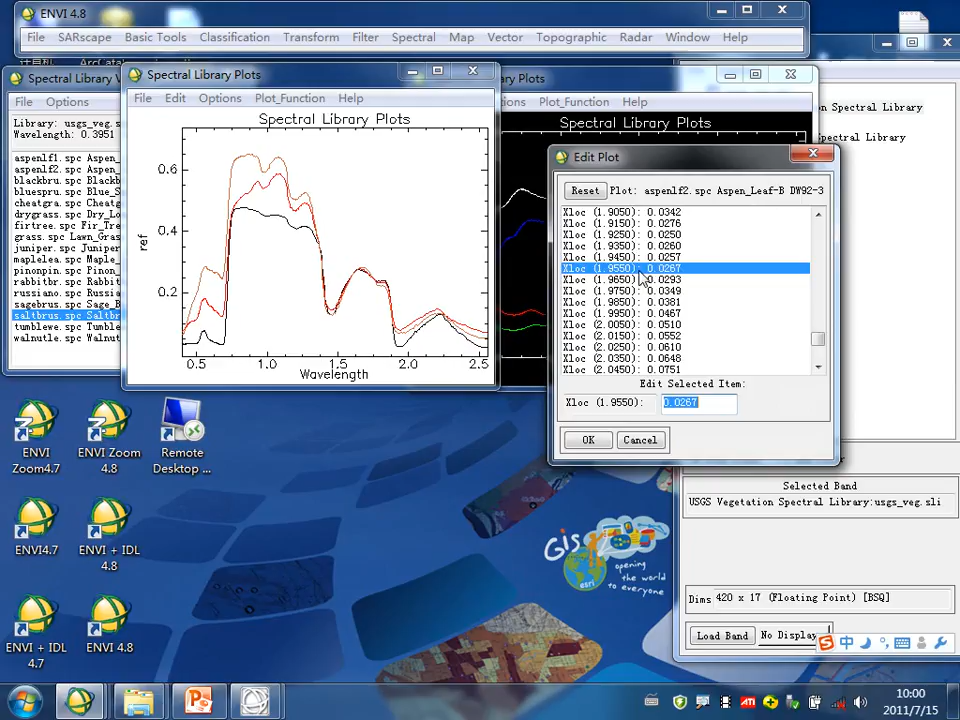 ENVI 4.8
File SARscape Basic Tools Classification Transform Filter Spectral Map Vector Topographic Radar Window Help
Spectral Library V
File Options
Library: usgs_veg.s
Wavelength: 0.3951
aspenlf1.spc Aspen_
aspenlf2.spc Aspen_
blackbru.spc Blackb
bluespru.spc Blue_S
cheatgra.spc Cheatg
drygrass.spc Dry_Lo
firtree.spc Fir_Tre
grass.spc Lawn_Gras
juniper.spc Juniper
maplelea.spc Maple_
pinonpin.spc Pinon_
rabbitbr.spc Rabbit
russiano.spc Russia
sagebrus.spc Sage_B
saltbrus.spc Saltbr
tumblewe.spc Tumble
walnutle.spc Walnut
Spectral Library Plots
File Edit Options Plot_Function Help
Spectral Library Plots
ref
0.6
0.4
0.2
0.5 1.0 1.5 2.0 2.5
Wavelength
Plots
ons Plot_Function Help
Spectral Library Plots
Edit Plot
Reset Plot: aspenlf2.spc Aspen_Leaf-B DW92-3
Xloc (1.9050): 0.0342
Xloc (1.9150): 0.0276
Xloc (1.9250): 0.0250
Xloc (1.9350): 0.0260
Xloc (1.9450): 0.0257
Xloc (1.9550): 0.0267
Xloc (1.9650): 0.0293
Xloc (1.9750): 0.0349
Xloc (1.9850): 0.0381
Xloc (1.9950): 0.0467
Xloc (2.0050): 0.0510
Xloc (2.0150): 0.0552
Xloc (2.0250): 0.0610
Xloc (2.0350): 0.0648
Xloc (2.0450): 0.0751
Edit Selected Item:
Xloc (1.9550): 0.0267
OK Cancel
on Spectral Library
Spectral Library
Selected Band
USGS Vegetation Spectral Library:usgs_veg.sli
Dims 420 x 17 (Floating Point) [BSQ]
Load Band No Display
中
ENVI Zoom4.7
ENVI Zoom 4.8
Remote Desktop ...
ENVI4.7
ENVI + IDL 4.8
ENVI + IDL 4.7
ENVI 4.8
Gis
opening the world to everyone
esri
ATI
10:00
2011/7/15